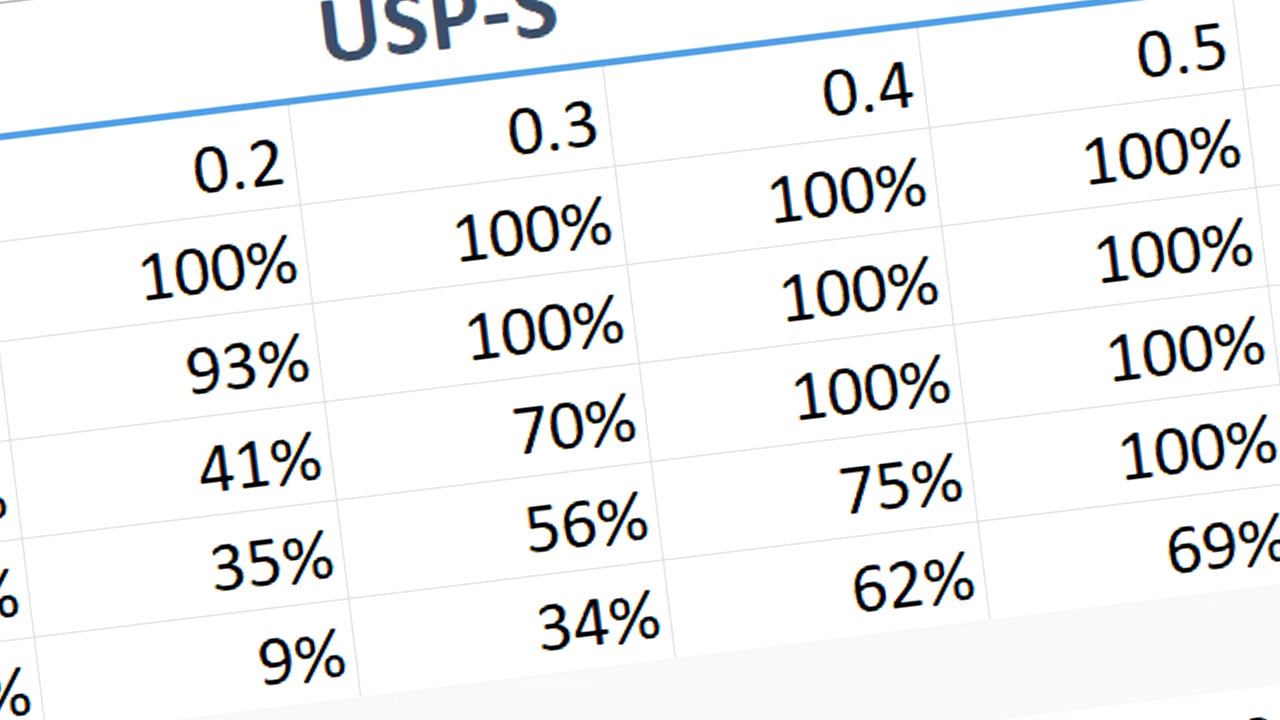 USP-S
0.2 0.3 0.4 0.5
100% 100% 100% 100%
93% 100% 100% 100%
41% 70% 100% 100%
% 35% 56% 75% 100%
% 9% 34% 62% 69%
%